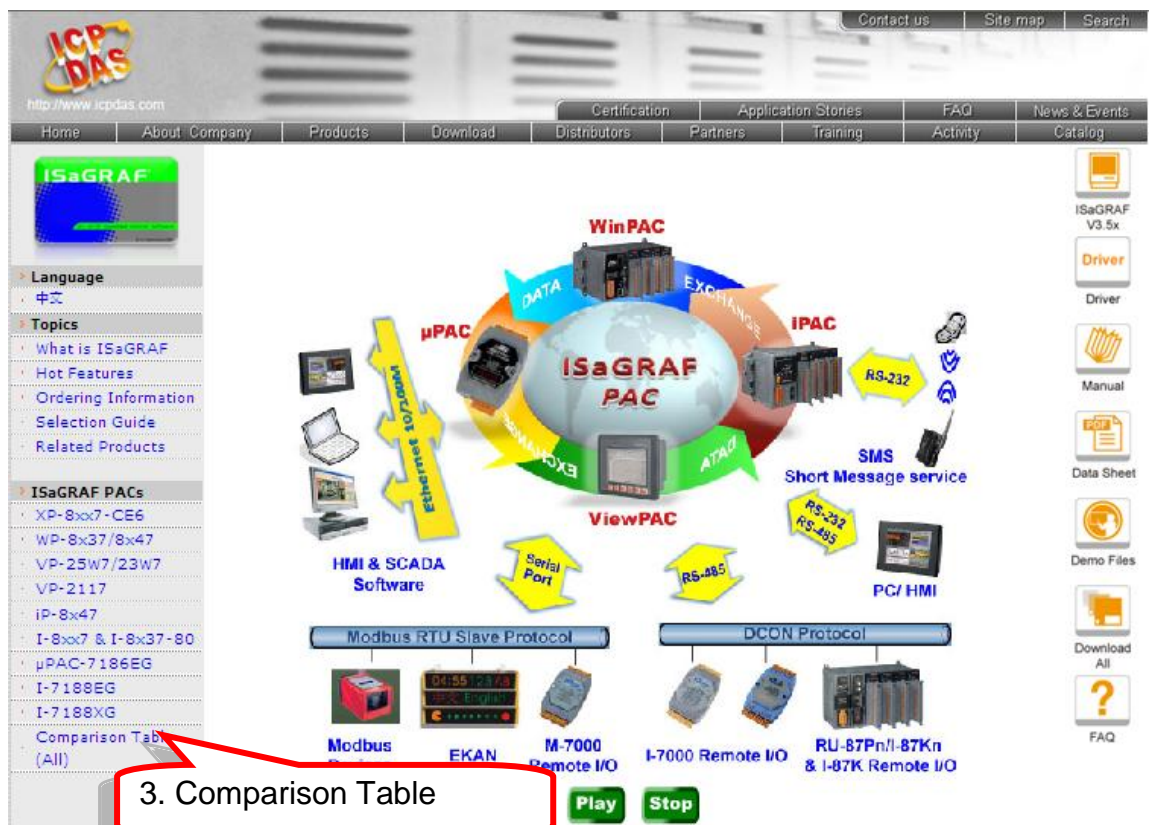 Contact us
Site map
Search
ICP
DAS
http://www.icpdas.com
Certification
Application Stories
FAQ
News & Events
Home
About Company
Products
Download
Distributors
Partners
Training
Activity
Catalog
ISaGRAF
Language
中文
Topics
What is ISaGRAF
Hot Features
Ordering Information
Selection Guide
Related Products
ISaGRAF PACs
XP-8xx7-CE6
WP-8x37/8x47
VP-25W7/23W7
VP-2117
iP-8x47
I-8xx7 & I-8x37-80
µPAC-7186EG
I-7188EG
I-7188XG
Comparison
(All)
3. Comparison Table
WinPAC
DATA
EXCHANGE
µPAC
iPAC
ISaGRAF
PAC
EXCHANGE
DATA
ViewPAC
Ethernet 10/100M
HMI & SCADA
Software
RS-232
SMS
Short Message service
RS-232
RS-485
PC/ HMI
Serial
Port
RS-485
Modbus RTU Slave Protocol
DCON Protocol
04:55
中文 English
Modbus
EKAN
M-7000
Remote I/O
I-7000 Remote I/O
RU-87Pn/I-87Kn
& I-87K Remote I/O
Play
Stop
ISaGRAF
V3.5x
Driver
Driver
Manual
PDF
Data Sheet
Demo Files
Download
All
?
FAQ